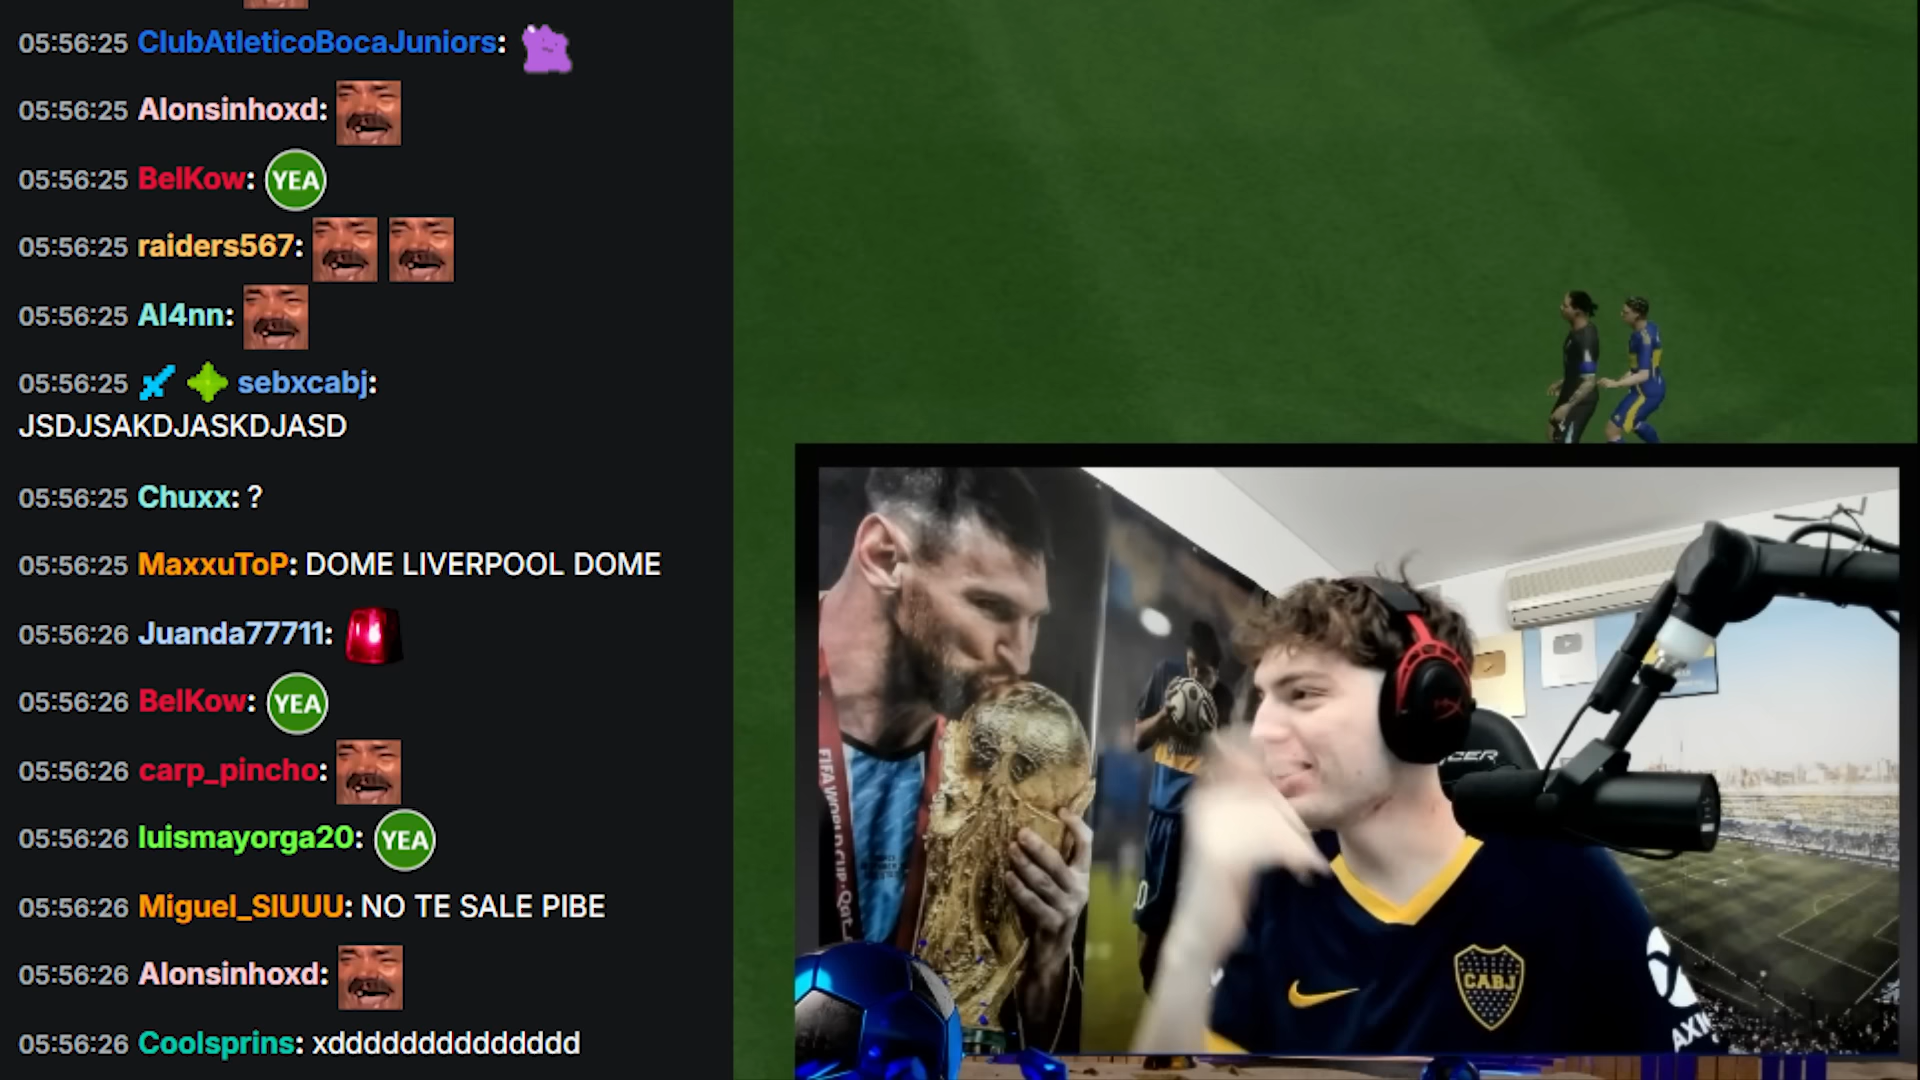 05:56:25 ClubAtleticoBocaJuniors:
05:56:25 Alonsinhoxd:
05:56:25 BelKow: YEA
05:56:25 raiders567:
05:56:25 Al4nn:
05:56:25 sebxcabj:
JSDJSAKDJASKDJASD
05:56:25 Chuxx: ?
05:56:25 MaxxuToP: DOME LIVERPOOL DOME
05:56:26 Juanda77711:
05:56:26 BelKow: YEA
05:56:26 carp_pincho:
05:56:26 luismayorga20: YEA
05:56:26 Miguel_SIUUU: NO TE SALE PIBE
05:56:26 Alonsinhoxd:
05:56:26 Coolsprins: xdddddddddddddd
FIFA WORLD CUP
CABJ